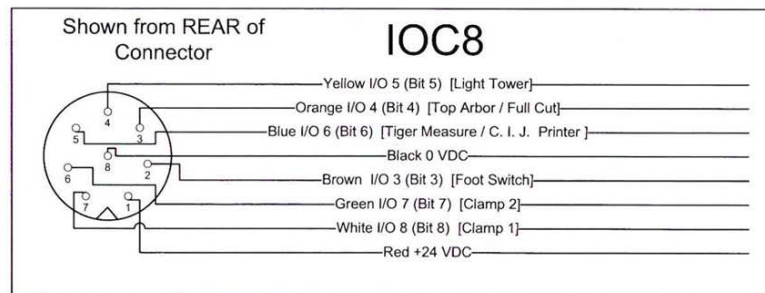 Shown from REAR of
Connector
IOC8
Yellow I/O 5 (Bit 5) [Light Tower]
Orange I/O 4 (Bit 4) [Top Arbor / Full Cut]
Blue I/O 6 (Bit 6) [Tiger Measure / C. I. J. Printer ]
Black 0 VDC
Brown I/O 3 (Bit 3) [Foot Switch]
Green I/O 7 (Bit 7) [Clamp 2]
White I/O 8 (Bit 8) [Clamp 1]
Red +24 VDC
4
5
3
8
6
2
7
1